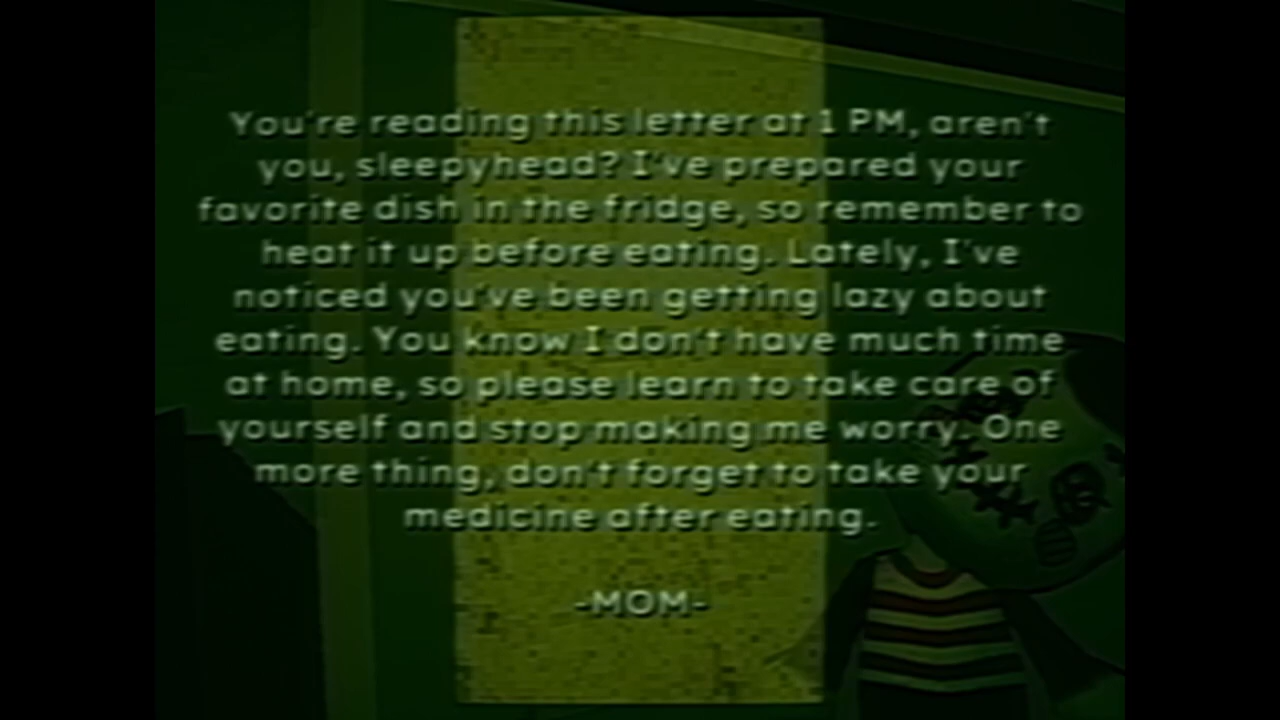 You're reading this letter at 1 PM, aren't
you, sleepyhead? I've prepared your
favorite dish in the fridge, so remember to
heat it up before eating. Lately, I've
noticed you've been getting lazy about
eating. You know I don't have much time
at home, so please learn to take care of
yourself and stop making me worry. One
more thing, don't forget to take your
medicine after eating.
-MOM-